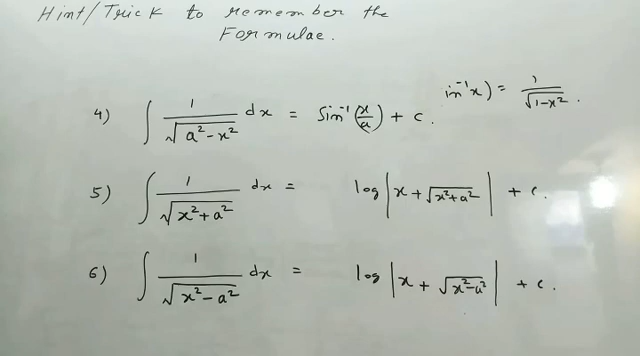 Hint/Trick to remember the
Formulae.
in⁻¹x) = 1/√(1-x²).
4) ∫ 1/√(a²-x²) dx = Sin⁻¹(x/a) + c.
5) ∫ 1/√(x²+a²) dx = log|x+√(x²+a²)| + c.
6) ∫ 1/√(x²-a²) dx = log|x+√(x²-a²)| + c.